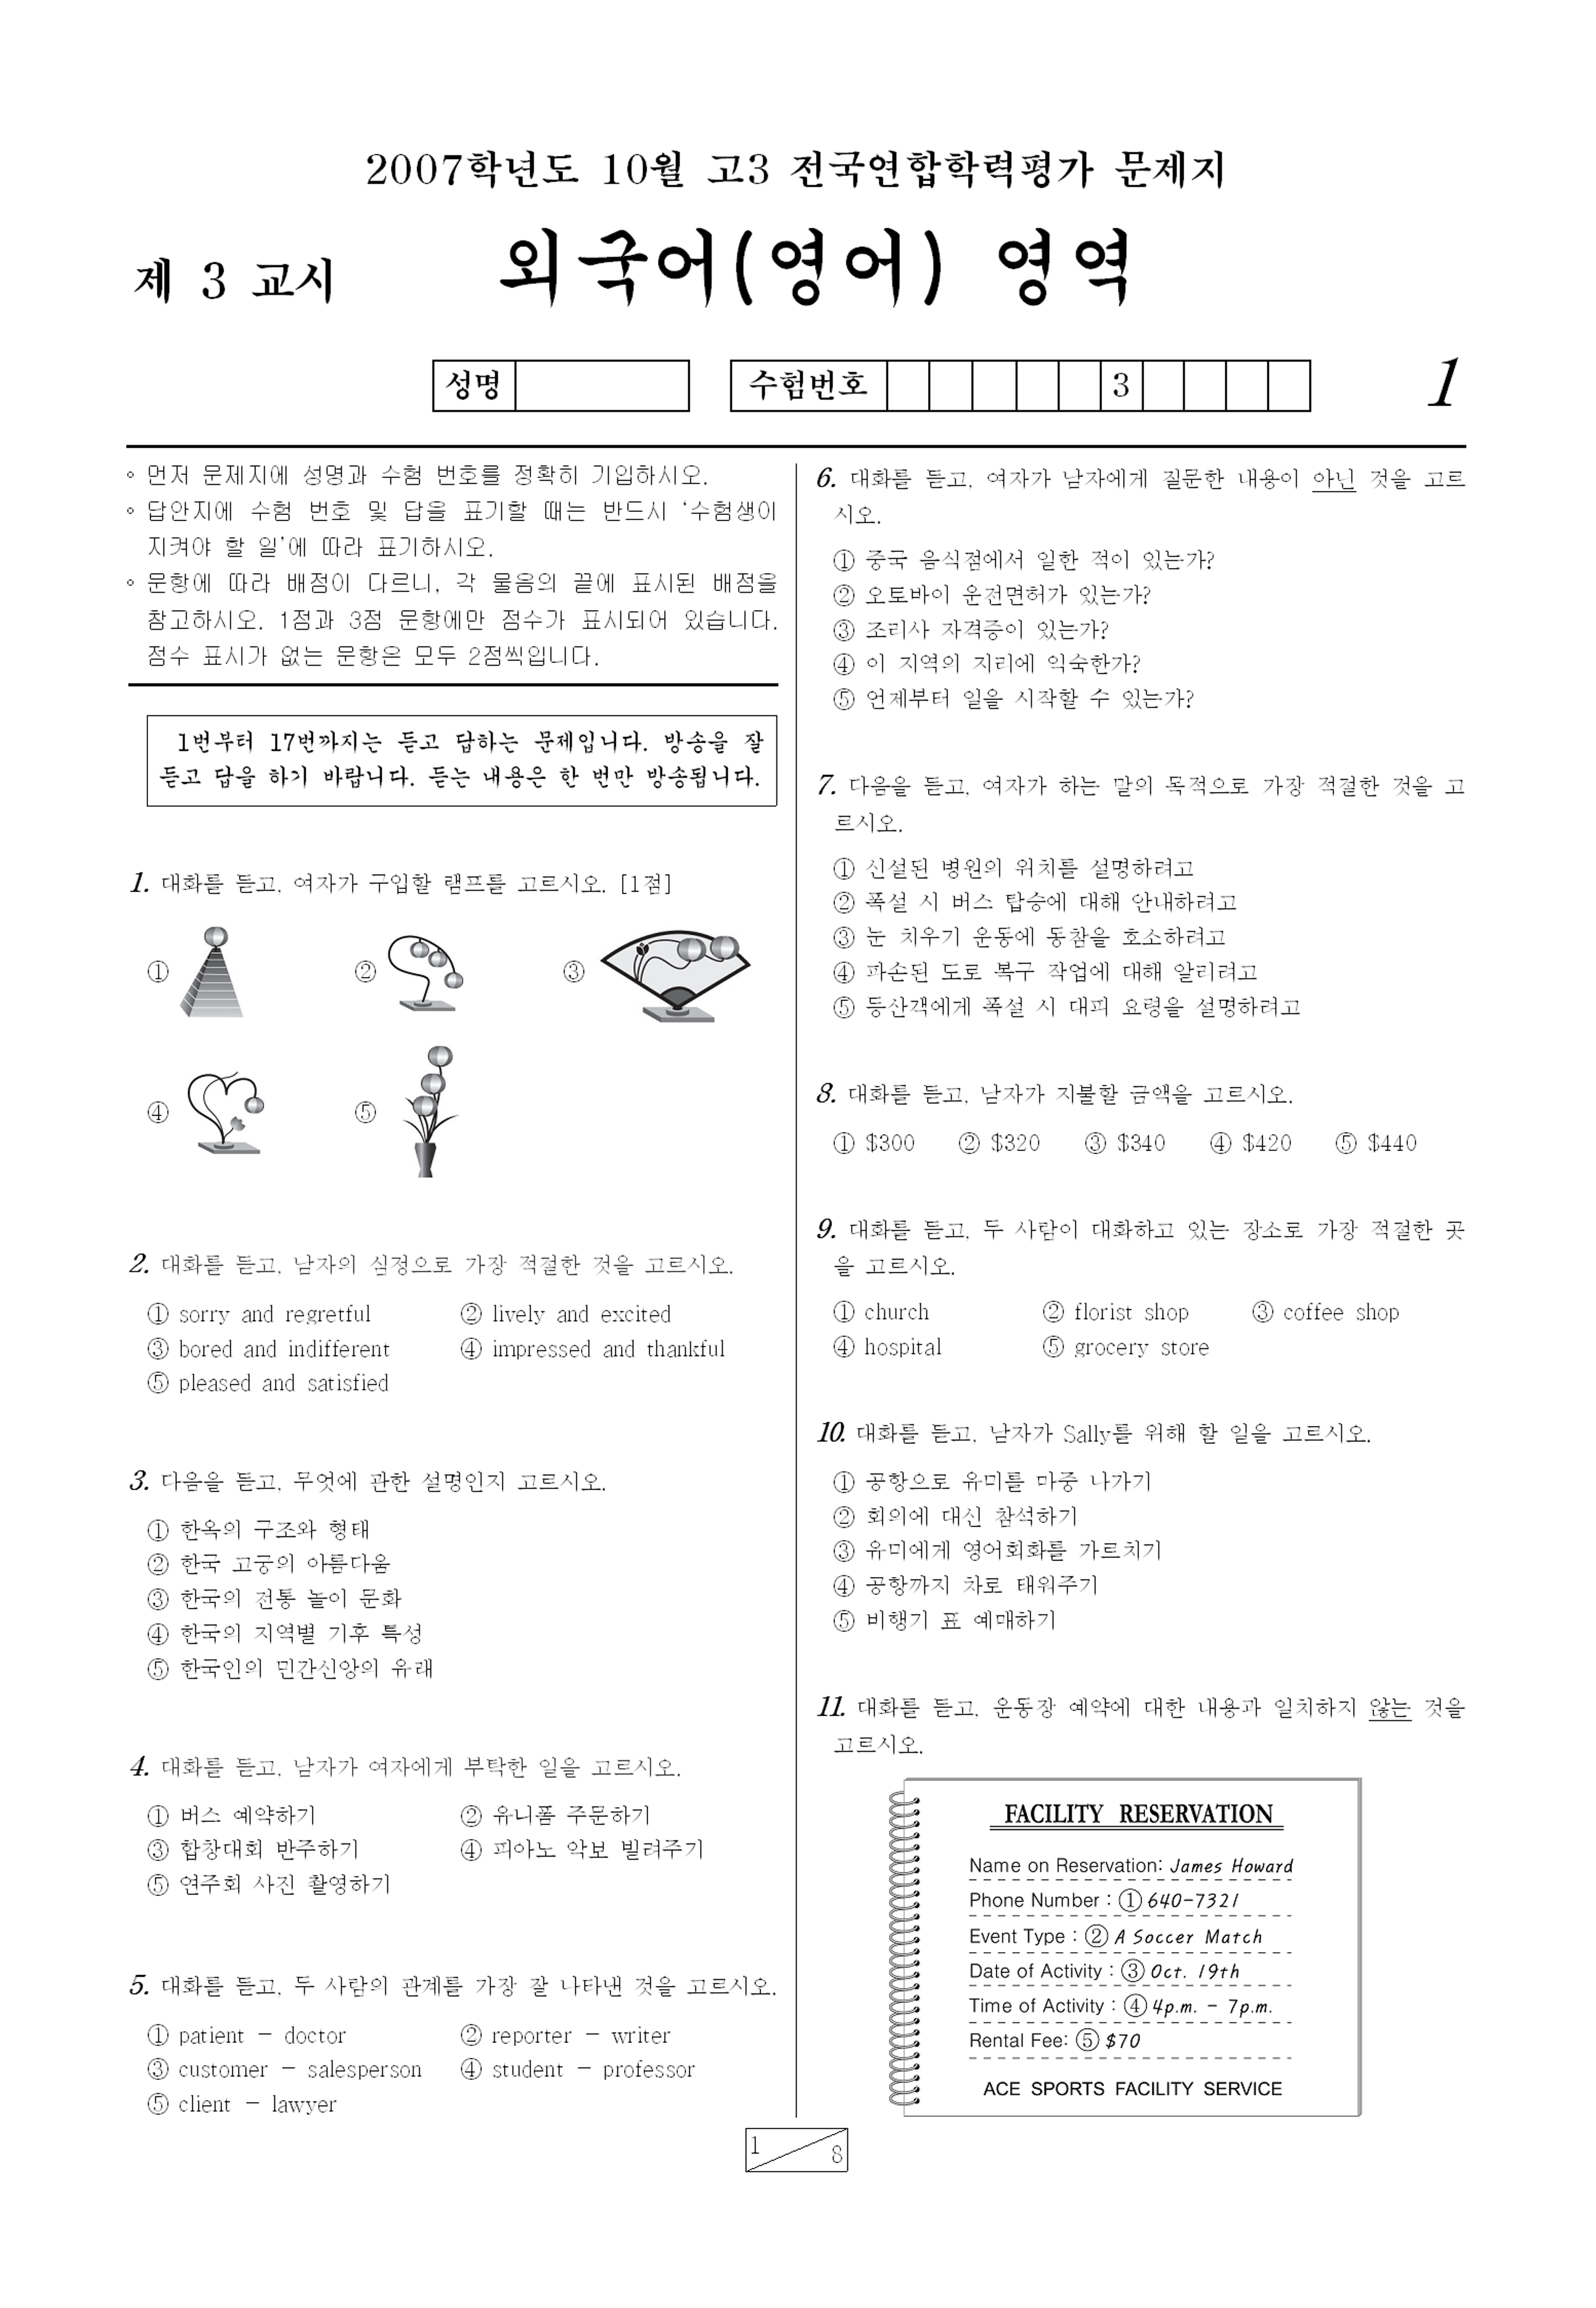 2007학년도 10월 고3 전국연합학력평가 문제지
제 3 교시
외국어(영어) 영역
성명
수험번호
3
1
◦ 먼저 문제지에 성명과 수험 번호를 정확히 기입하시오.
◦ 답안지에 수험 번호 및 답을 표기할 때는 반드시 ‘수험생이
지켜야 할 일’에 따라 표기하시오.
◦ 문항에 따라 배점이 다르니, 각 물음의 끝에 표시된 배점을
참고하시오. 1점과 3점 문항에만 점수가 표시되어 있습니다.
점수 표시가 없는 문항은 모두 2점씩입니다.
1번부터 17번까지는 듣고 답하는 문제입니다. 방송을 잘
듣고 답을 하기 바랍니다. 듣는 내용은 한 번만 방송됩니다.
1. 대화를 듣고, 여자가 구입할 램프를 고르시오. [1점]
① ② ③
④ ⑤
2. 대화를 듣고, 남자의 심정으로 가장 적절한 것을 고르시오.
① sorry and regretful ② lively and excited
③ bored and indifferent ④ impressed and thankful
⑤ pleased and satisfied
3. 다음을 듣고, 무엇에 관한 설명인지 고르시오.
① 한옥의 구조와 형태
② 한국 고궁의 아름다움
③ 한국의 전통 놀이 문화
④ 한국의 지역별 기후 특성
⑤ 한국인의 민간신앙의 유래
4. 대화를 듣고, 남자가 여자에게 부탁한 일을 고르시오.
① 버스 예약하기 ② 유니폼 주문하기
③ 합창대회 반주하기 ④ 피아노 악보 빌려주기
⑤ 연주회 사진 촬영하기
5. 대화를 듣고, 두 사람의 관계를 가장 잘 나타낸 것을 고르시오.
① patient − doctor ② reporter − writer
③ customer − salesperson ④ student − professor
⑤ client − lawyer
6. 대화를 듣고, 여자가 남자에게 질문한 내용이 아닌 것을 고르
시오.
① 중국 음식점에서 일한 적이 있는가?
② 오토바이 운전면허가 있는가?
③ 조리사 자격증이 있는가?
④ 이 지역의 지리에 익숙한가?
⑤ 언제부터 일을 시작할 수 있는가?
7. 다음을 듣고, 여자가 하는 말의 목적으로 가장 적절한 것을 고
르시오.
① 신설된 병원의 위치를 설명하려고
② 폭설 시 버스 탑승에 대해 안내하려고
③ 눈 치우기 운동에 동참을 호소하려고
④ 파손된 도로 복구 작업에 대해 알리려고
⑤ 등산객에게 폭설 시 대피 요령을 설명하려고
8. 대화를 듣고, 남자가 지불할 금액을 고르시오.
① $300 ② $320 ③ $340 ④ $420 ⑤ $440
9. 대화를 듣고, 두 사람이 대화하고 있는 장소로 가장 적절한 곳
을 고르시오.
① church ② florist shop ③ coffee shop
④ hospital ⑤ grocery store
10. 대화를 듣고, 남자가 Sally를 위해 할 일을 고르시오.
① 공항으로 유미를 마중 나가기
② 회의에 대신 참석하기
③ 유미에게 영어회화를 가르치기
④ 공항까지 차로 태워주기
⑤ 비행기 표 예매하기
11. 대화를 듣고, 운동장 예약에 대한 내용과 일치하지 않는 것을
고르시오.
FACILITY RESERVATION
Name on Reservation: James Howard
Phone Number : ① 640-7321
Event Type : ② A Soccer Match
Date of Activity : ③ Oct. 19th
Time of Activity : ④ 4p.m. - 7p.m.
Rental Fee: ⑤ $70
ACE SPORTS FACILITY SERVICE
1 8